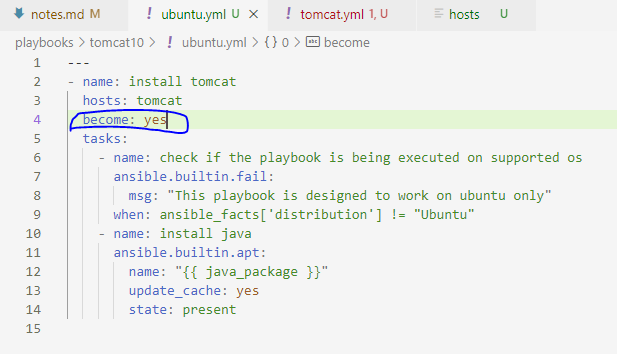 notes.md M ! ubuntu.yml U × ! tomcat.yml 1, U hosts U
playbooks > tomcat10 > ! ubuntu.yml > { } 0 > abc become
1 ---
2 - name: install tomcat
3 hosts: tomcat
4 become: yes
5 tasks:
6 - name: check if the playbook is being executed on supported os
7 ansible.builtin.fail:
8 msg: "This playbook is designed to work on ubuntu only"
9 when: ansible_facts['distribution'] != "Ubuntu"
10 - name: install java
11 ansible.builtin.apt:
12 name: "{{ java_package }}"
13 update_cache: yes
14 state: present
15